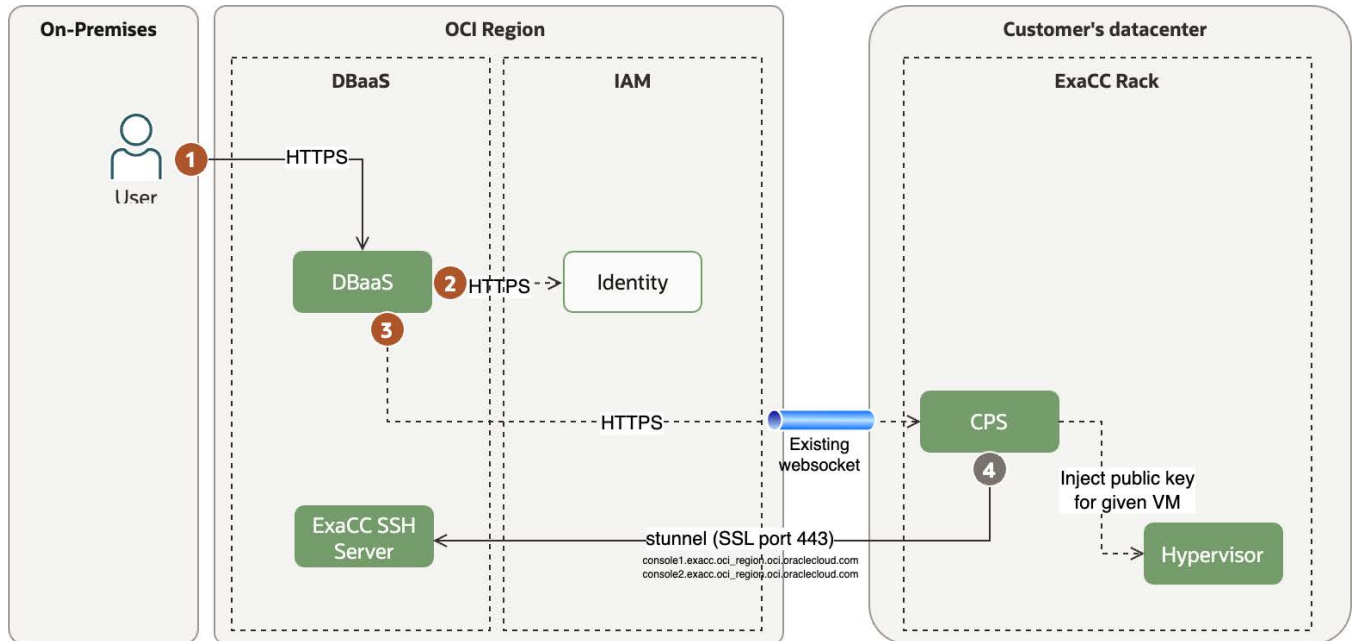 On-Premises
OCI Region
Customer's datacenter
DBaaS
IAM
ExaCC Rack
1
HTTPS
User
DBaaS
2
HTTPS
Identity
3
HTTPS
Existing
websocket
CPS
4
Inject public key
for given VM
ExaCC SSH
Server
stunnel (SSL port 443)
console1.exacc.oci_region.oci.oraclecloud.com
console2.exacc.oci_region.oci.oraclecloud.com
Hypervisor